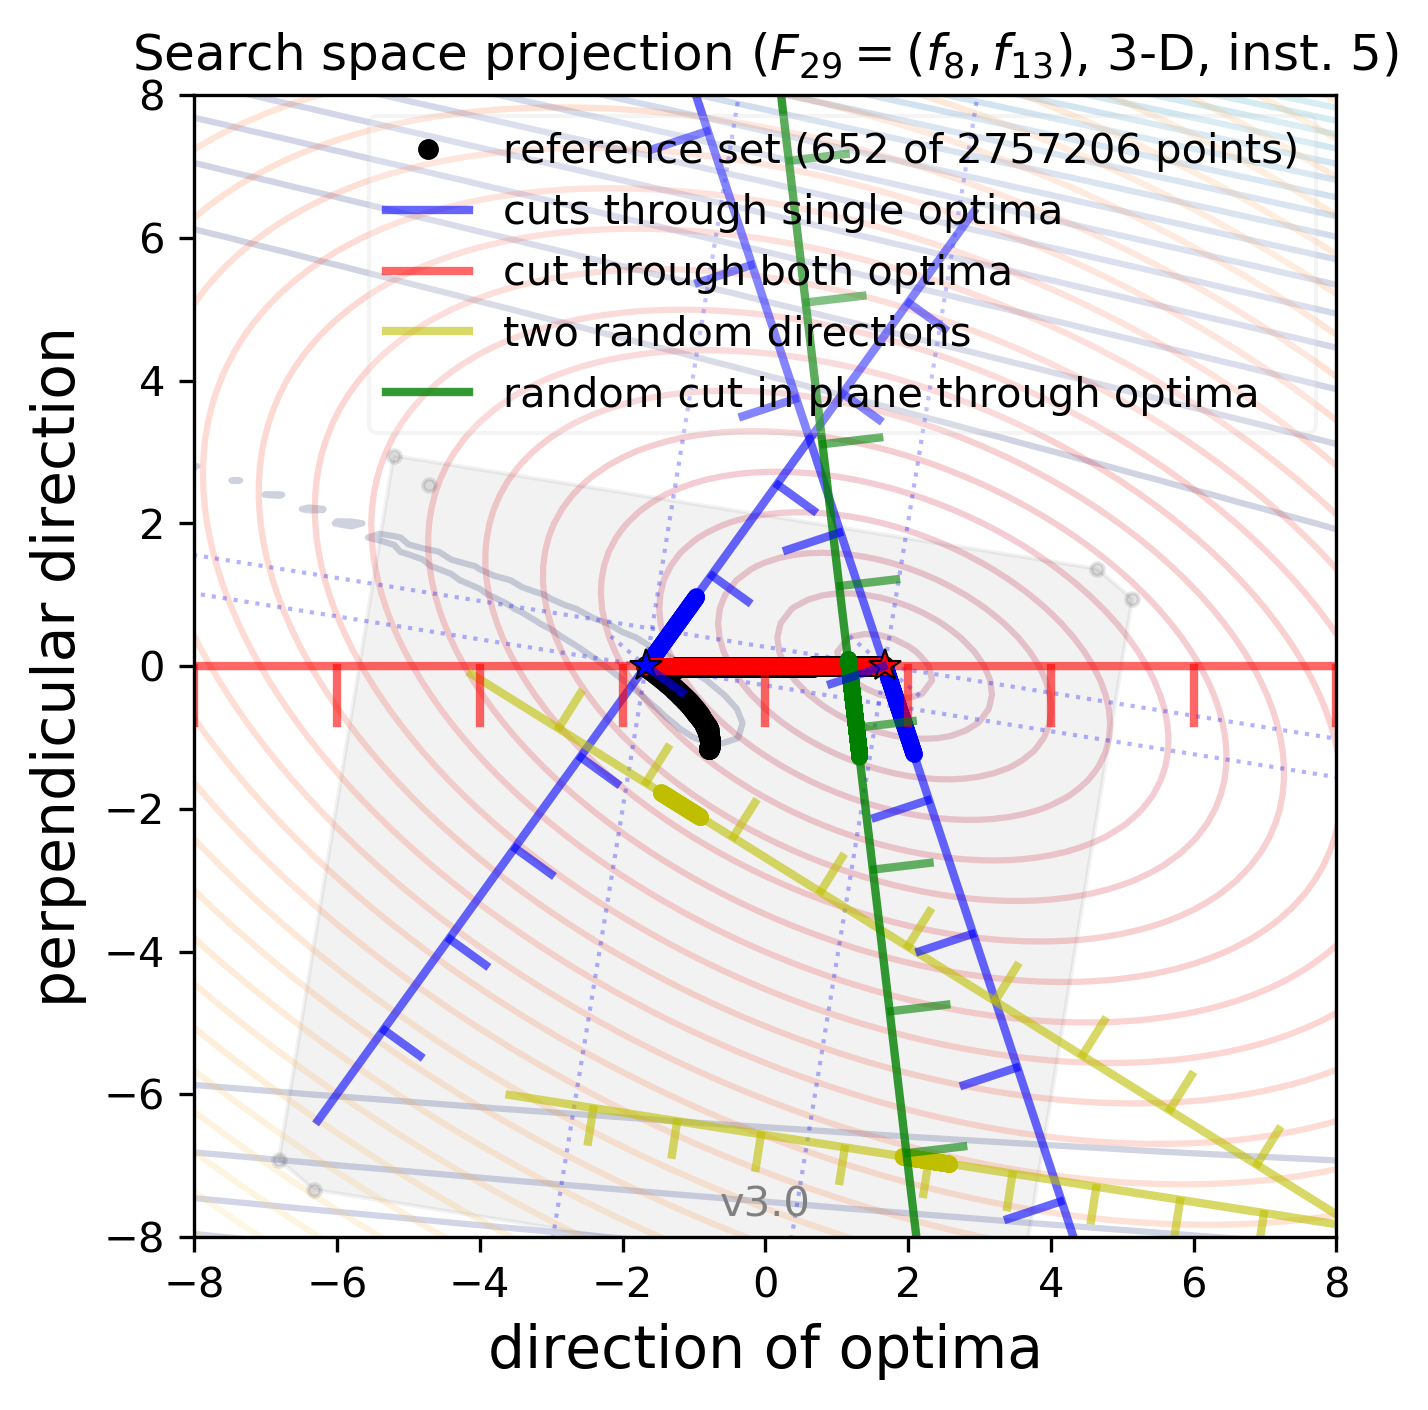 Search space projection (F₂₉ = (f₈, f₁₃), 3-D, inst. 5)
8
6
4
2
0
−2
−4
−6
−8
perpendicular direction
reference set (652 of 2757206 points)
cuts through single optima
cut through both optima
two random directions
random cut in plane through optima
v3.0
−8 −6 −4 −2 0 2 4 6 8
direction of optima